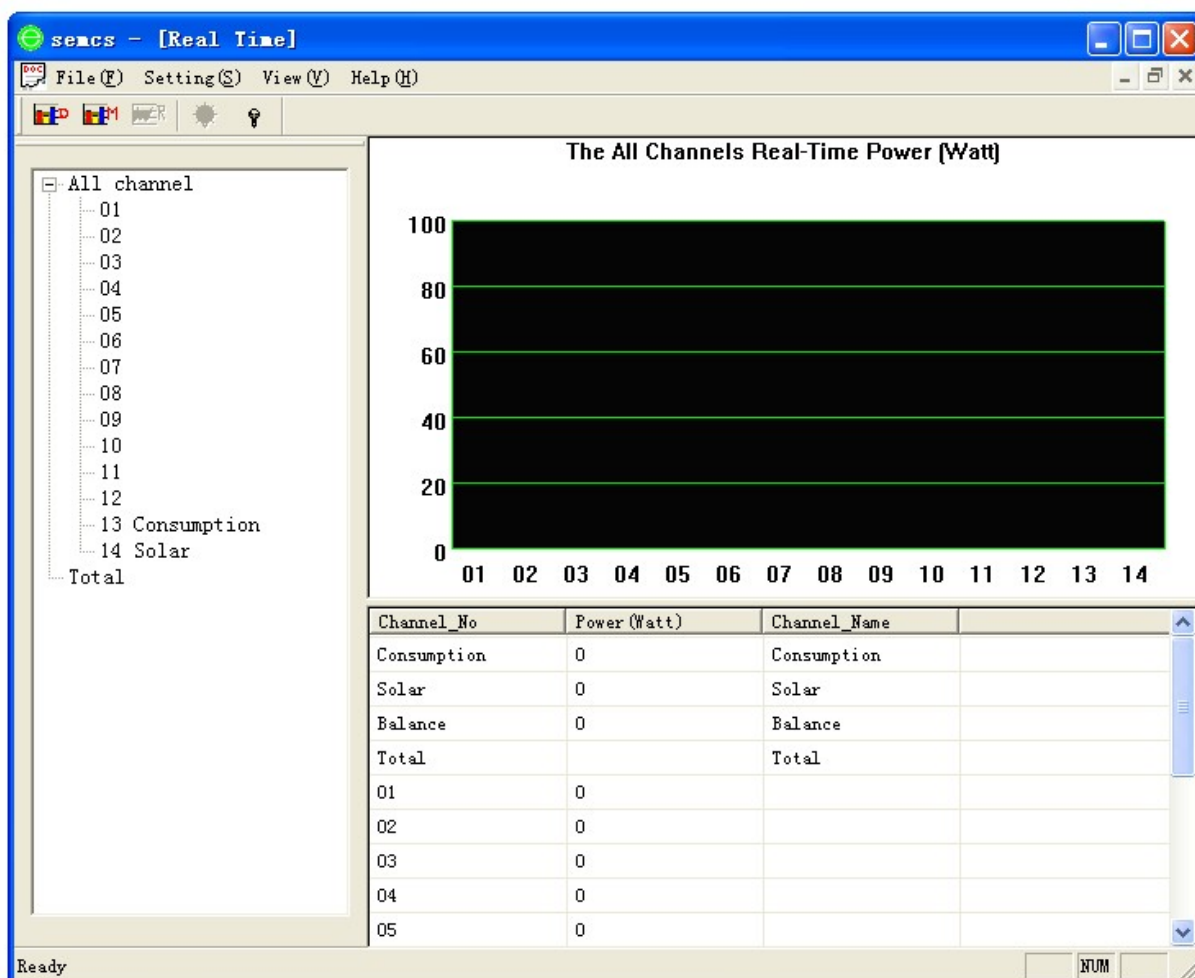 semcs - [Real Time]
DOC File(F) Setting(S) View(V) Help(H)
D M R
The All Channels Real-Time Power (Watt)
All channel
01
02
03
04
05
06
07
08
09
10
11
12
13 Consumption
14 Solar
Total
100
80
60
40
20
0
01 02 03 04 05 06 07 08 09 10 11 12 13 14
Channel_No Power(Watt) Channel_Name
Consumption 0 Consumption
Solar 0 Solar
Balance 0 Balance
Total Total
01 0
02 0
03 0
04 0
05 0
Ready NUM